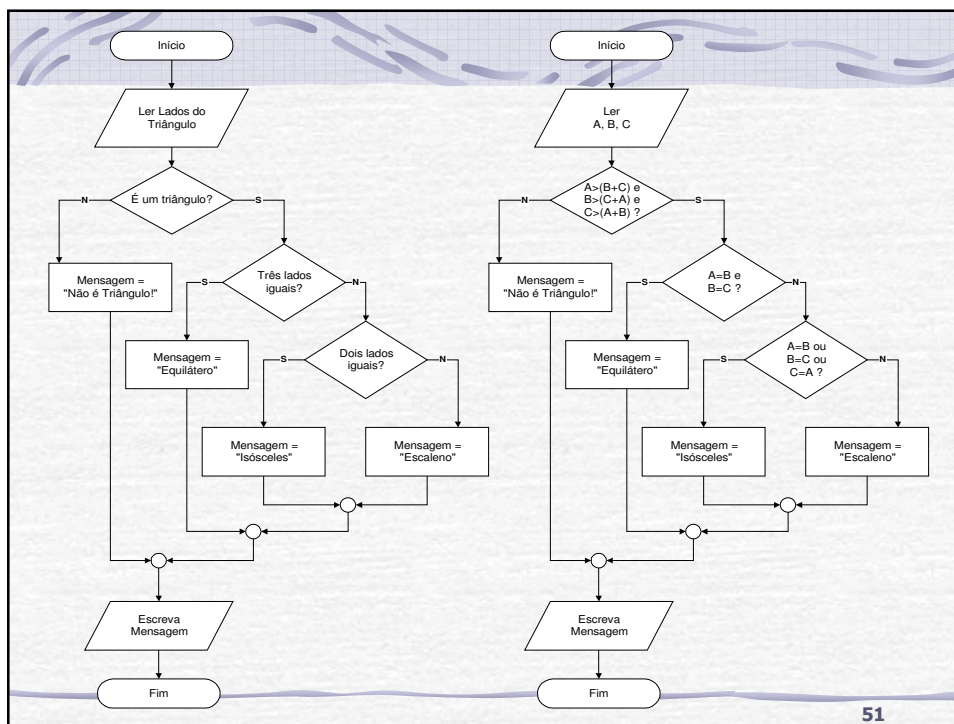 Início
Ler Lados do
Triângulo
É um triângulo?
N
S
Mensagem =
"Não é Triângulo!"
Três lados
iguais?
S
N
Mensagem =
"Equilátero"
Dois lados
iguais?
S
N
Mensagem =
"Isósceles"
Mensagem =
"Escaleno"
Escreva
Mensagem
Fim
Início
Ler
A, B, C
A>(B+C) e
B>(C+A) e
C>(A+B) ?
N
S
Mensagem =
"Não é Triângulo!"
A=B e
B=C ?
S
N
Mensagem =
"Equilátero"
A=B ou
B=C ou
C=A ?
S
N
Mensagem =
"Isósceles"
Mensagem =
"Escaleno"
Escreva
Mensagem
Fim
51